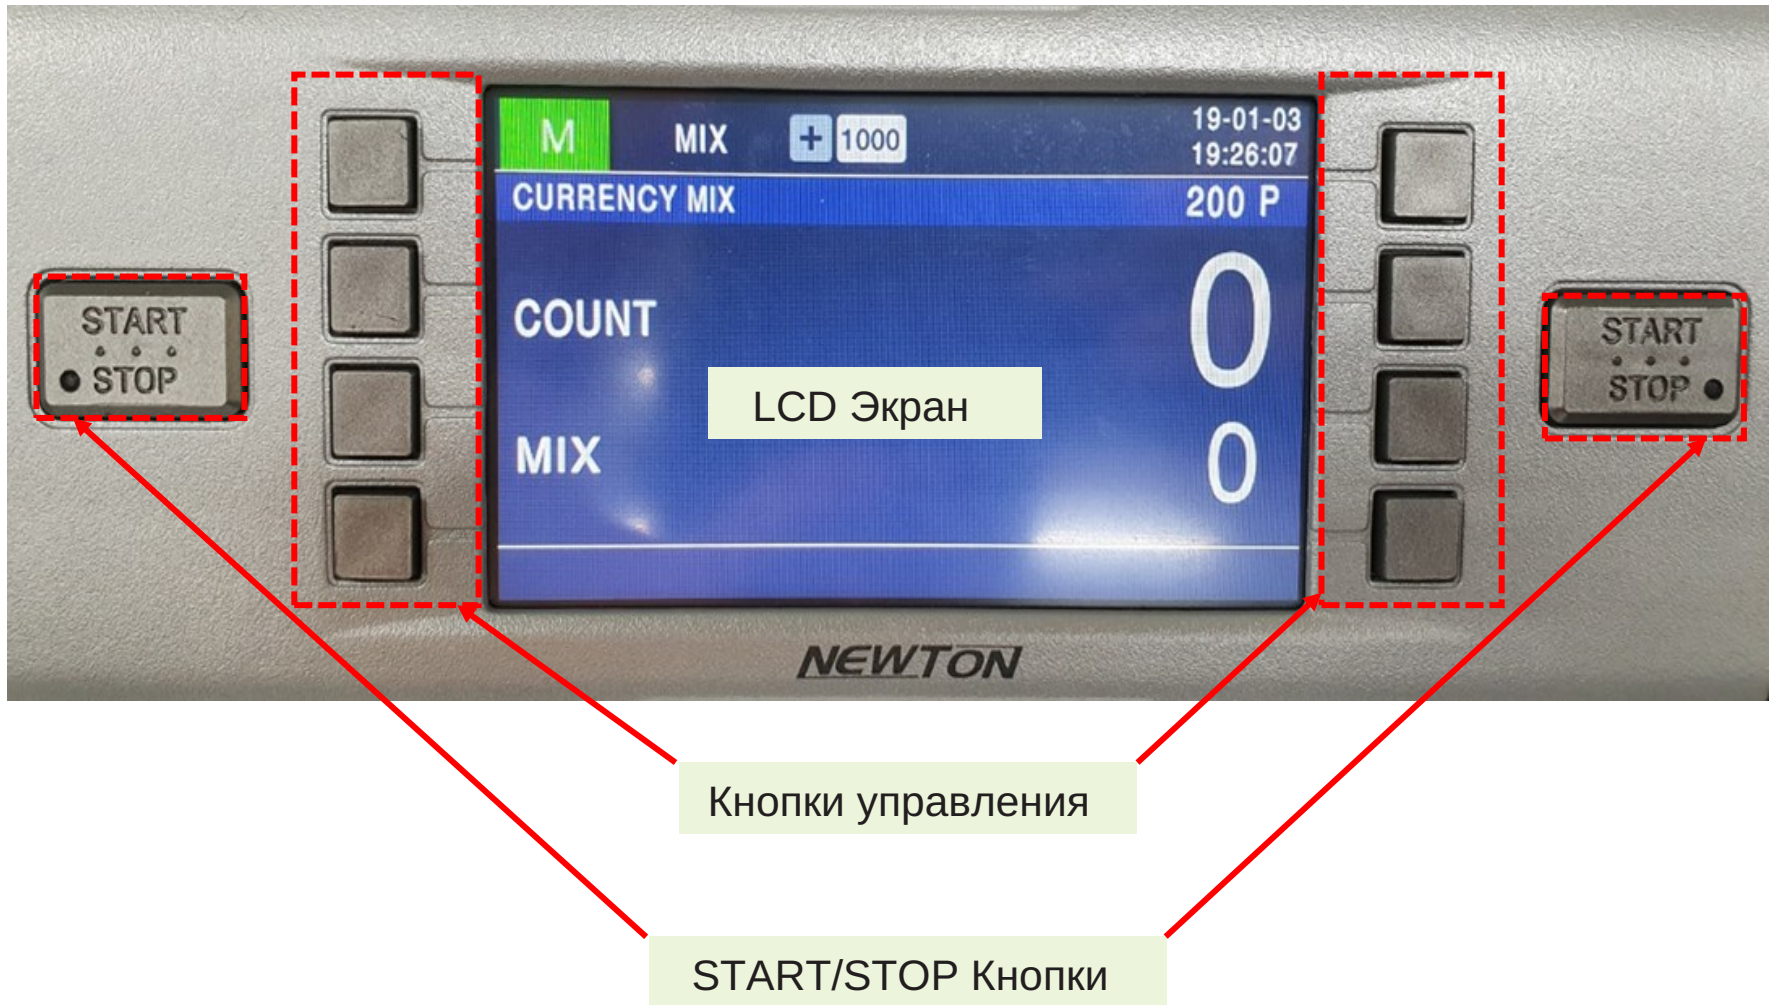 M MIX + 1000 19-01-03
19:26:07
CURRENCY MIX 200 P
COUNT 0
MIX 0
START
STOP
START
STOP
LCD Экран
NEWTON
Кнопки управления
START/STOP Кнопки